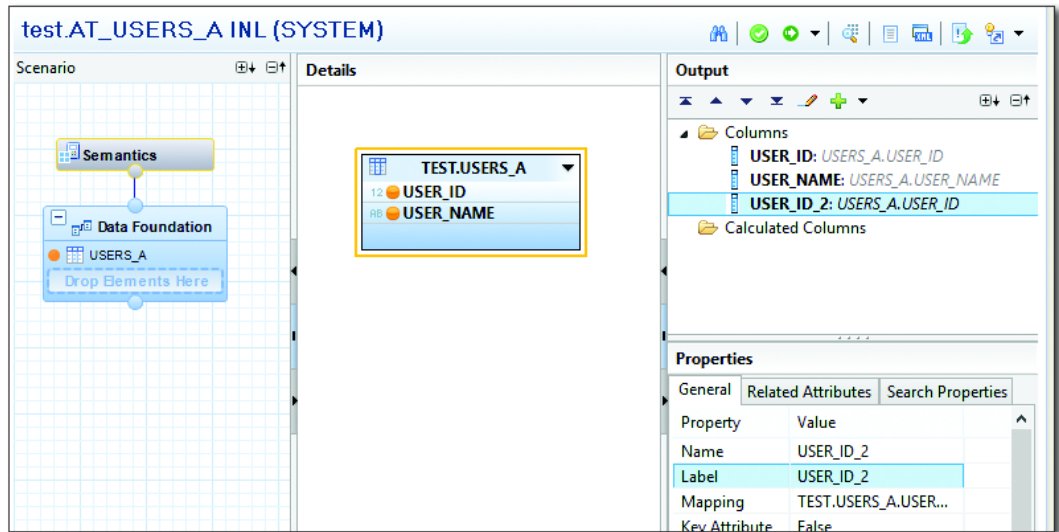 test.AT_USERS_A INL (SYSTEM)
Scenario
Semantics
Data Foundation
USERS_A
Drop Elements Here
Details
TEST.USERS_A
12 USER_ID
AB USER_NAME
Output
Columns
USER_ID: USERS_A.USER_ID
USER_NAME: USERS_A.USER_NAME
USER_ID_2: USERS_A.USER_ID
Calculated Columns
Properties
General Related Attributes Search Properties
Property Value
Name USER_ID_2
Label USER_ID_2
Mapping TEST.USERS_A.USER...
Key Attribute False